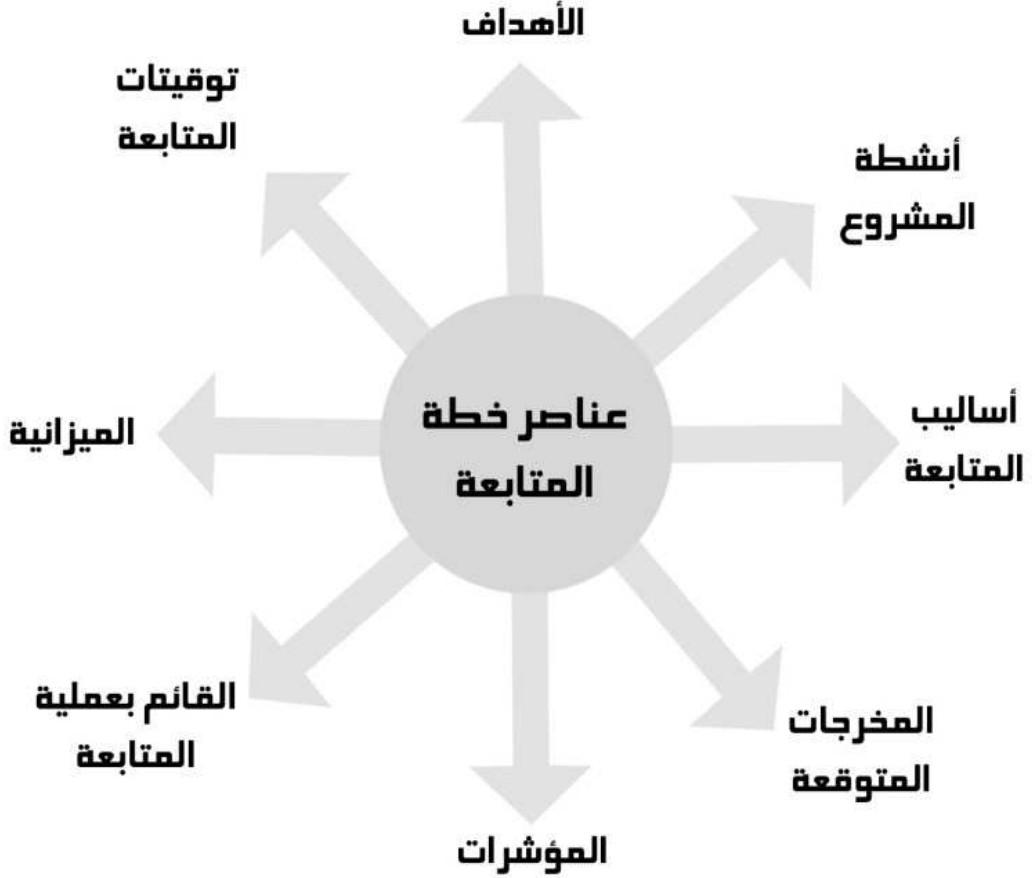 الأهداف
أنشطة
المشروع
أساليب
المتابعة
المخرجات
المتوقعة
المؤشرات
القائم بعملية
المتابعة
الميزانية
توقيتات
المتابعة
عناصر خطة
المتابعة